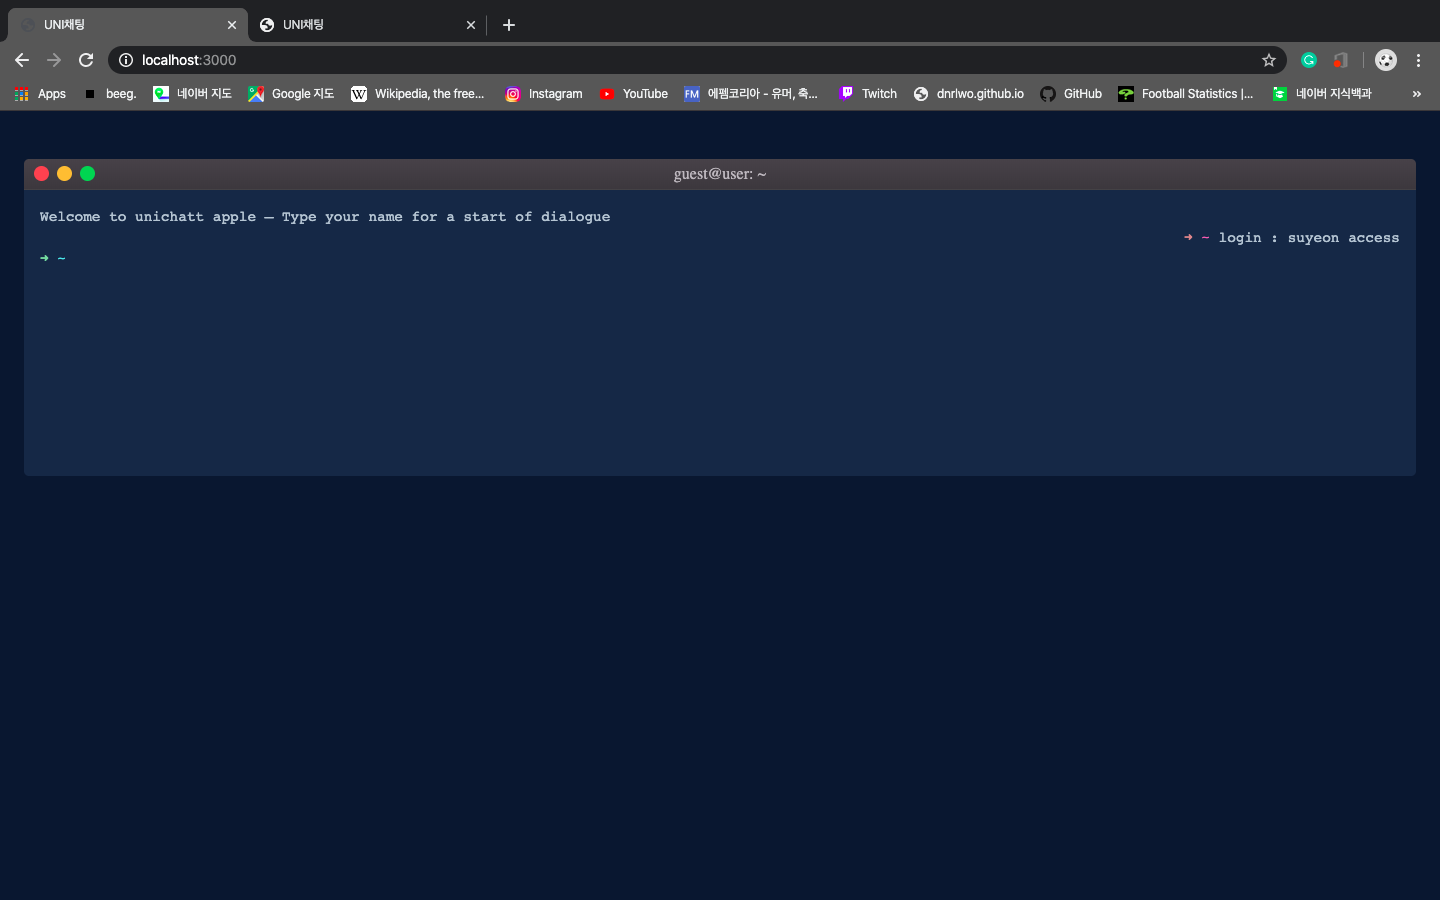 UNI채팅 UNI채팅
localhost:3000
Apps beeg. 네이버 지도 Google 지도 Wikipedia, the free... Instagram YouTube FM 에펨코리아 - 유머, 축... Twitch dnrlwo.github.io GitHub Football Statistics |... 네이버 지식백과 »
guest@user: ~
Welcome to unichatt apple — Type your name for a start of dialogue
➜ ~ login : suyeon access
➜ ~